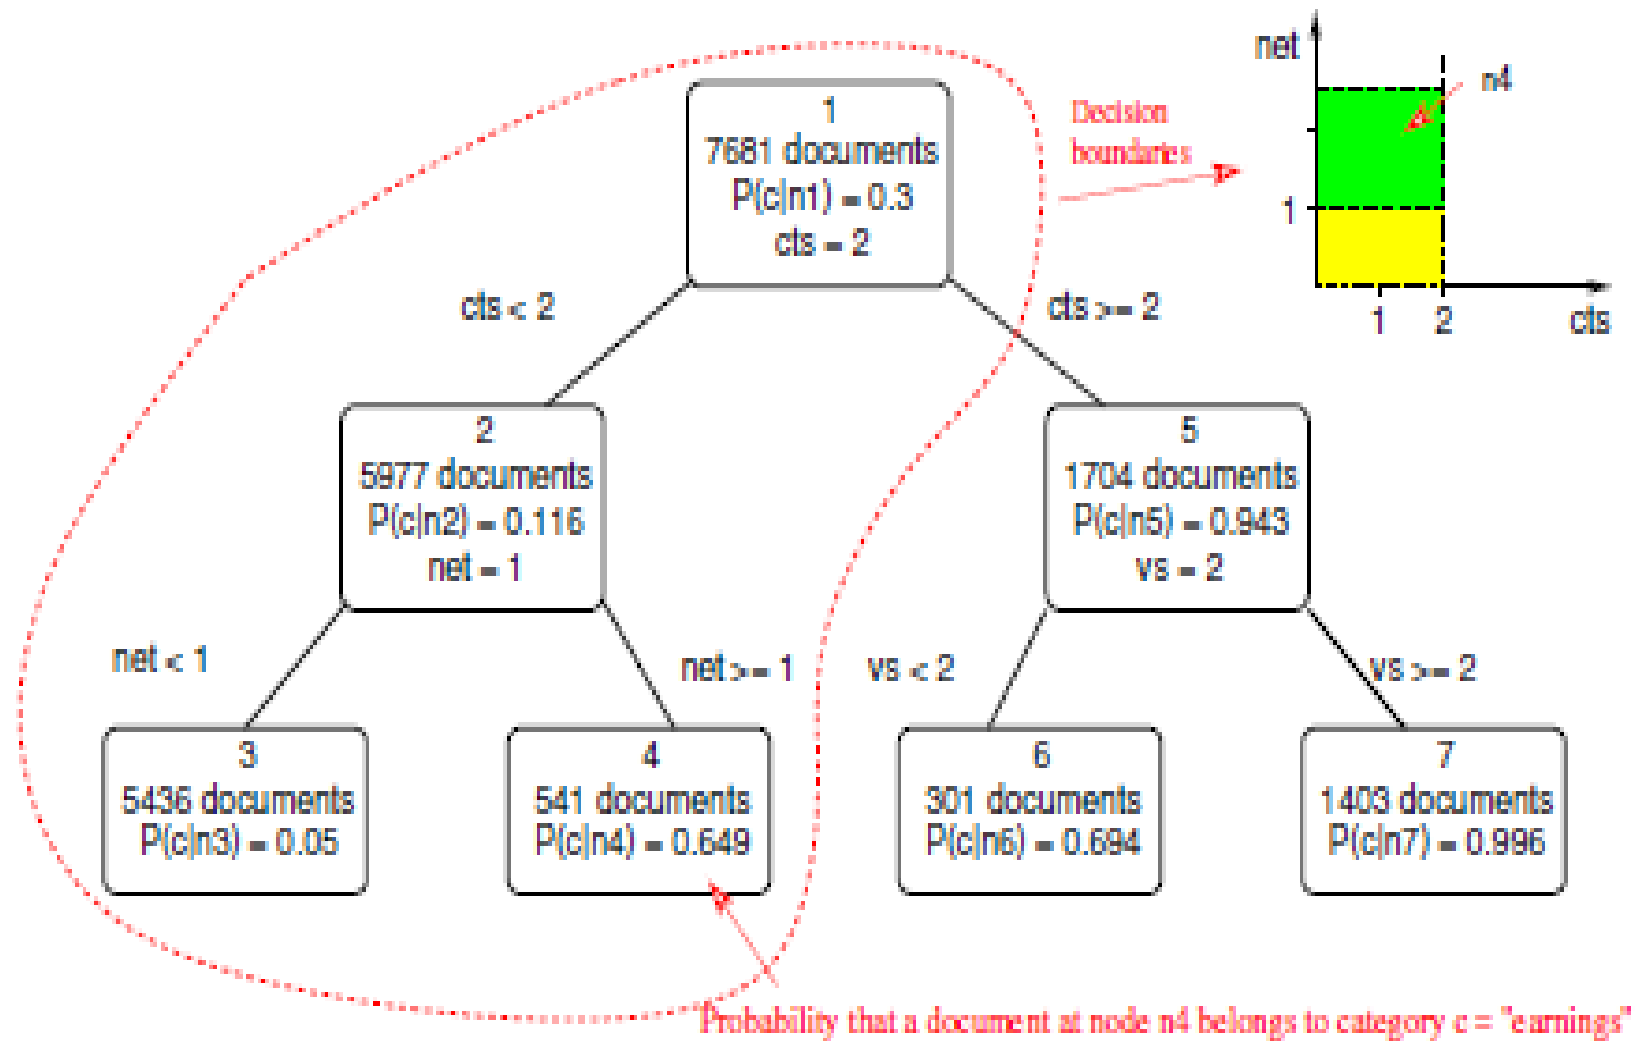 1
7681 documents
P(c|n1) = 0.3
cts = 2
Decision
boundaries
net
n4
1
1 2 cts
cts < 2
cts >= 2
2
5977 documents
P(c|n2) = 0.116
net = 1
5
1704 documents
P(c|n5) = 0.943
vs = 2
net < 1
net >= 1
vs < 2
vs >= 2
3
5436 documents
P(c|n3) = 0.05
4
541 documents
P(c|n4) = 0.649
6
301 documents
P(c|n6) = 0.694
7
1403 documents
P(c|n7) = 0.996
Probability that a document at node n4 belongs to category c = "earnings"